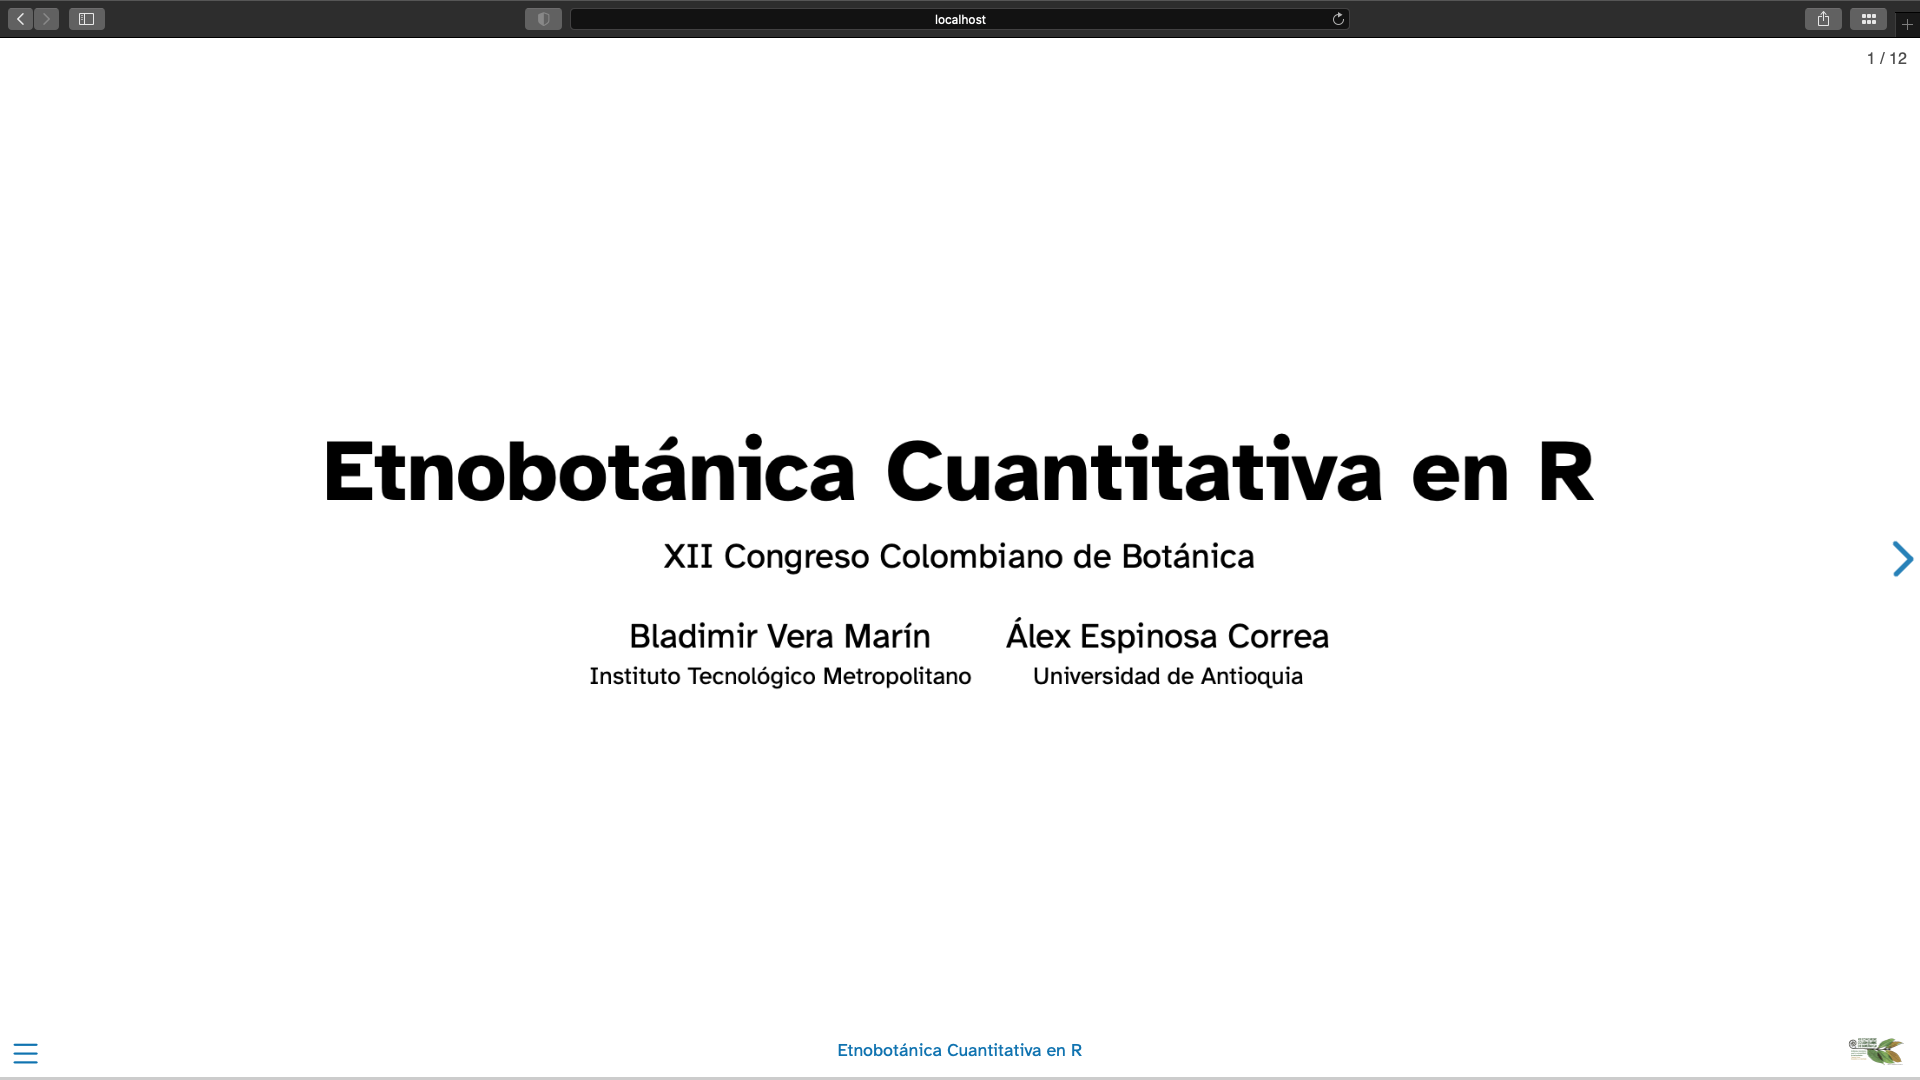 localhost
1 / 12
Etnobotánica Cuantitativa en R
XII Congreso Colombiano de Botánica
Bladimir Vera Marín
Álex Espinosa Correa
Instituto Tecnológico Metropolitano
Universidad de Antioquia
Etnobotánica Cuantitativa en R